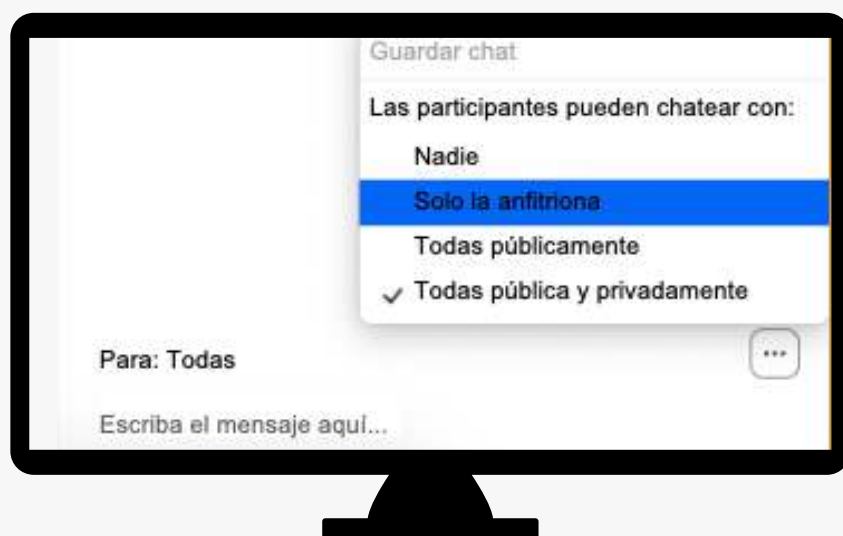 Guardar chat
Las participantes pueden chatear con:
Nadie
Solo la anfitriona
Todas públicamente
Todas pública y privadamente
Para: Todas
Escriba el mensaje aquí...